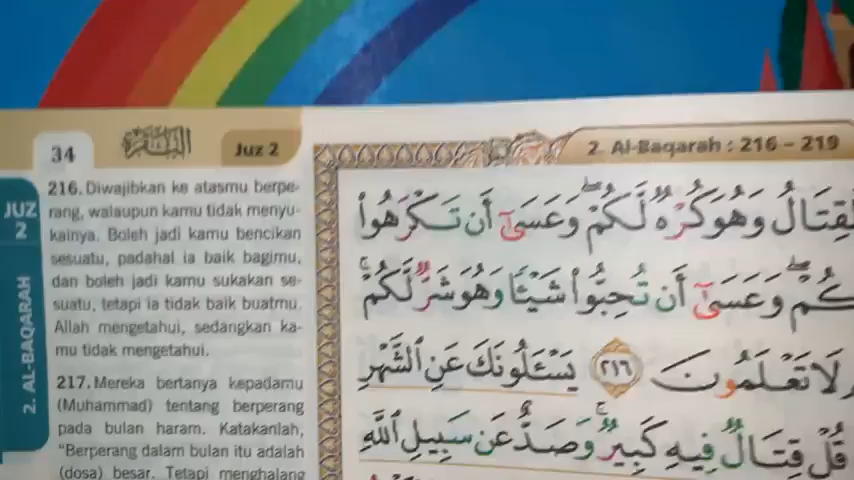 34
البقرة
Juz 2
2. Al-Baqarah : 216 – 219
JUZ
2
2. AL-BAQARAH
216. Diwajibkan ke atasmu berpe-
rang, walaupun kamu tidak menyu-
kainya. Boleh jadi kamu bencikan
sesuatu, padahal ia baik bagimu,
dan boleh jadi kamu sukakan se-
suatu, tetapi ia tidak baik buatmu.
Allah mengetahui, sedangkan ka-
mu tidak mengetahui.
217. Mereka bertanya kepadamu
(Muhammad) tentang berperang
pada bulan haram. Katakanlah,
"Berperang dalam bulan itu adalah
(dosa) besar. Tetapi menghalang
لْقِتَالُ وَهُوَ كُرْهٌ لَّكُمْ ۖ وَعَسَىٰٓ أَن تَكْرَهُوا۟
كُمْ ۖ وَعَسَىٰٓ أَن تُحِبُّوا۟ شَيْـًٔا وَهُوَ شَرٌّ لَّكُمْ ۚ
لَا تَعْلَمُونَ ٢١٦ يَسْـَٔلُونَكَ عَنِ ٱلشَّهْرِ
قُلْ قِتَالٌ فِيهِ كَبِيرٌ ۚ وَصَدٌّ عَن سَبِيلِ ٱللَّهِ